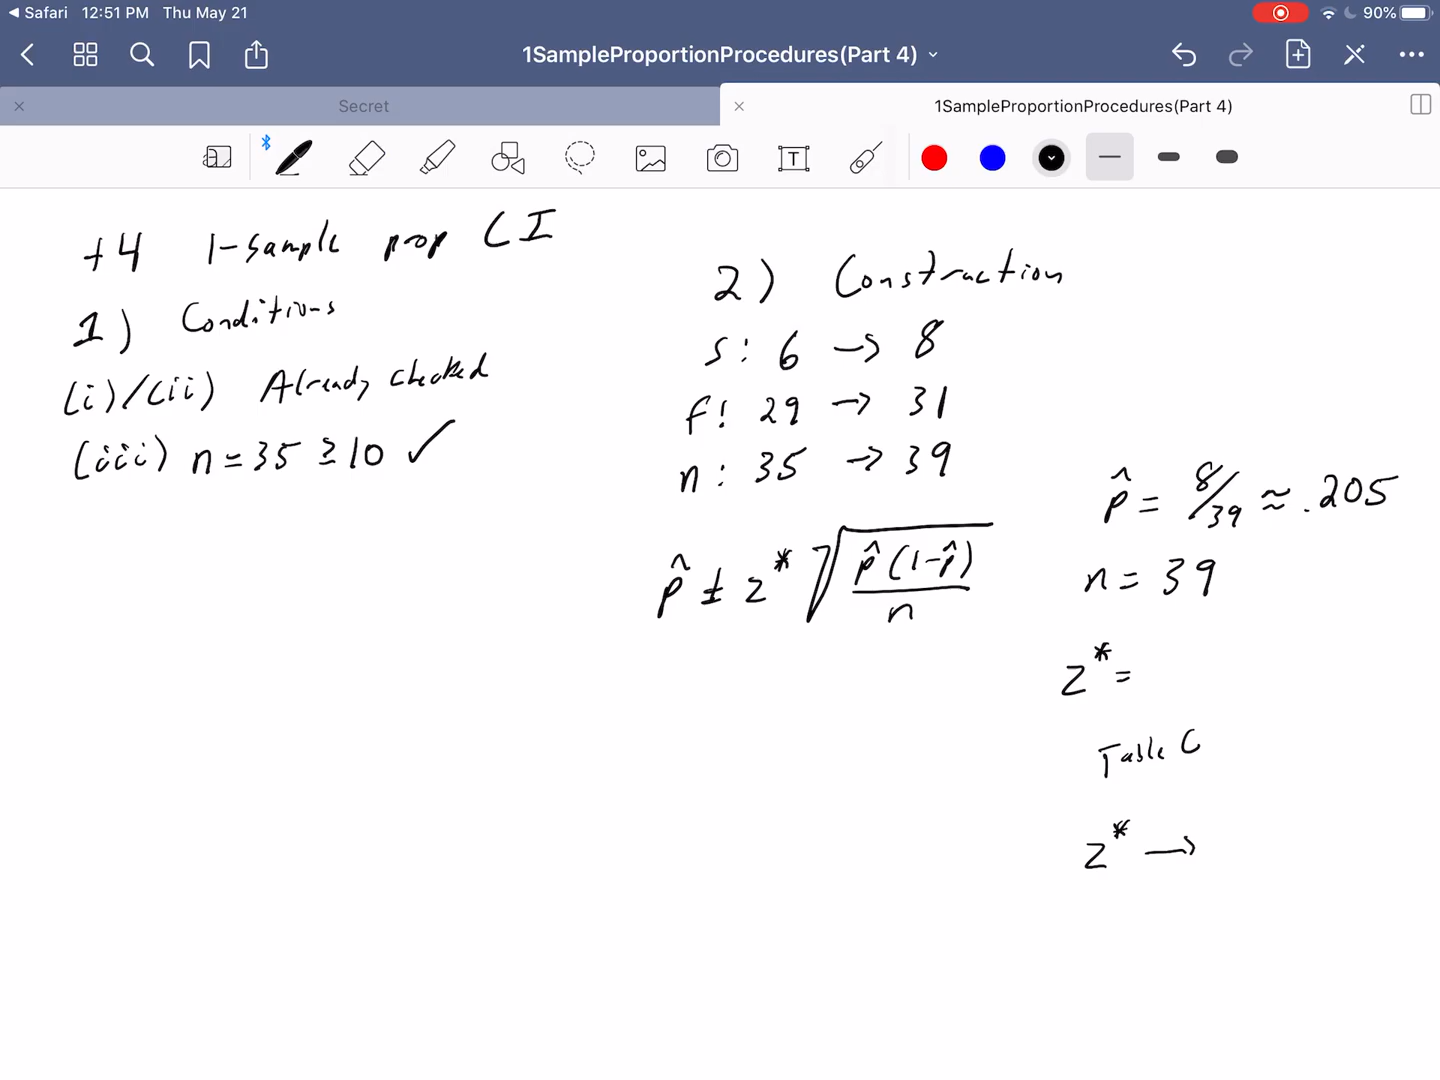 Safari 12:51 PM Thu May 21
90%
1SampleProportionProcedures(Part 4)
Secret
1SampleProportionProcedures(Part 4)
T
+4 1-sample prop CI
1) Conditions
(i)/(ii) Already checked
(iii) n = 35 ≥ 10 ✓
2) Construction
s: 6 → 8
f: 29 → 31
n: 35 → 39
p̂ ± z* √(p̂(1-p̂)/n)
p̂ = 8/39 ≈ .205
n = 39
z* =
Table C
z* →